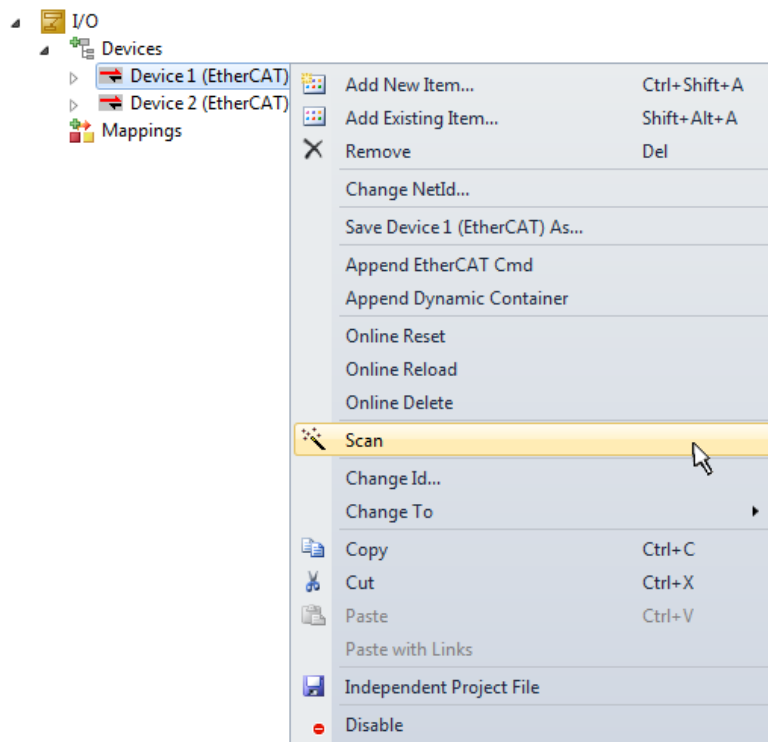 I/O
Devices
Device 1 (EtherCAT)
Device 2 (EtherCAT)
Mappings
Add New Item... Ctrl+Shift+A
Add Existing Item... Shift+Alt+A
Remove Del
Change NetId...
Save Device 1 (EtherCAT) As...
Append EtherCAT Cmd
Append Dynamic Container
Online Reset
Online Reload
Online Delete
Scan
Change Id...
Change To
Copy Ctrl+C
Cut Ctrl+X
Paste Ctrl+V
Paste with Links
Independent Project File
Disable